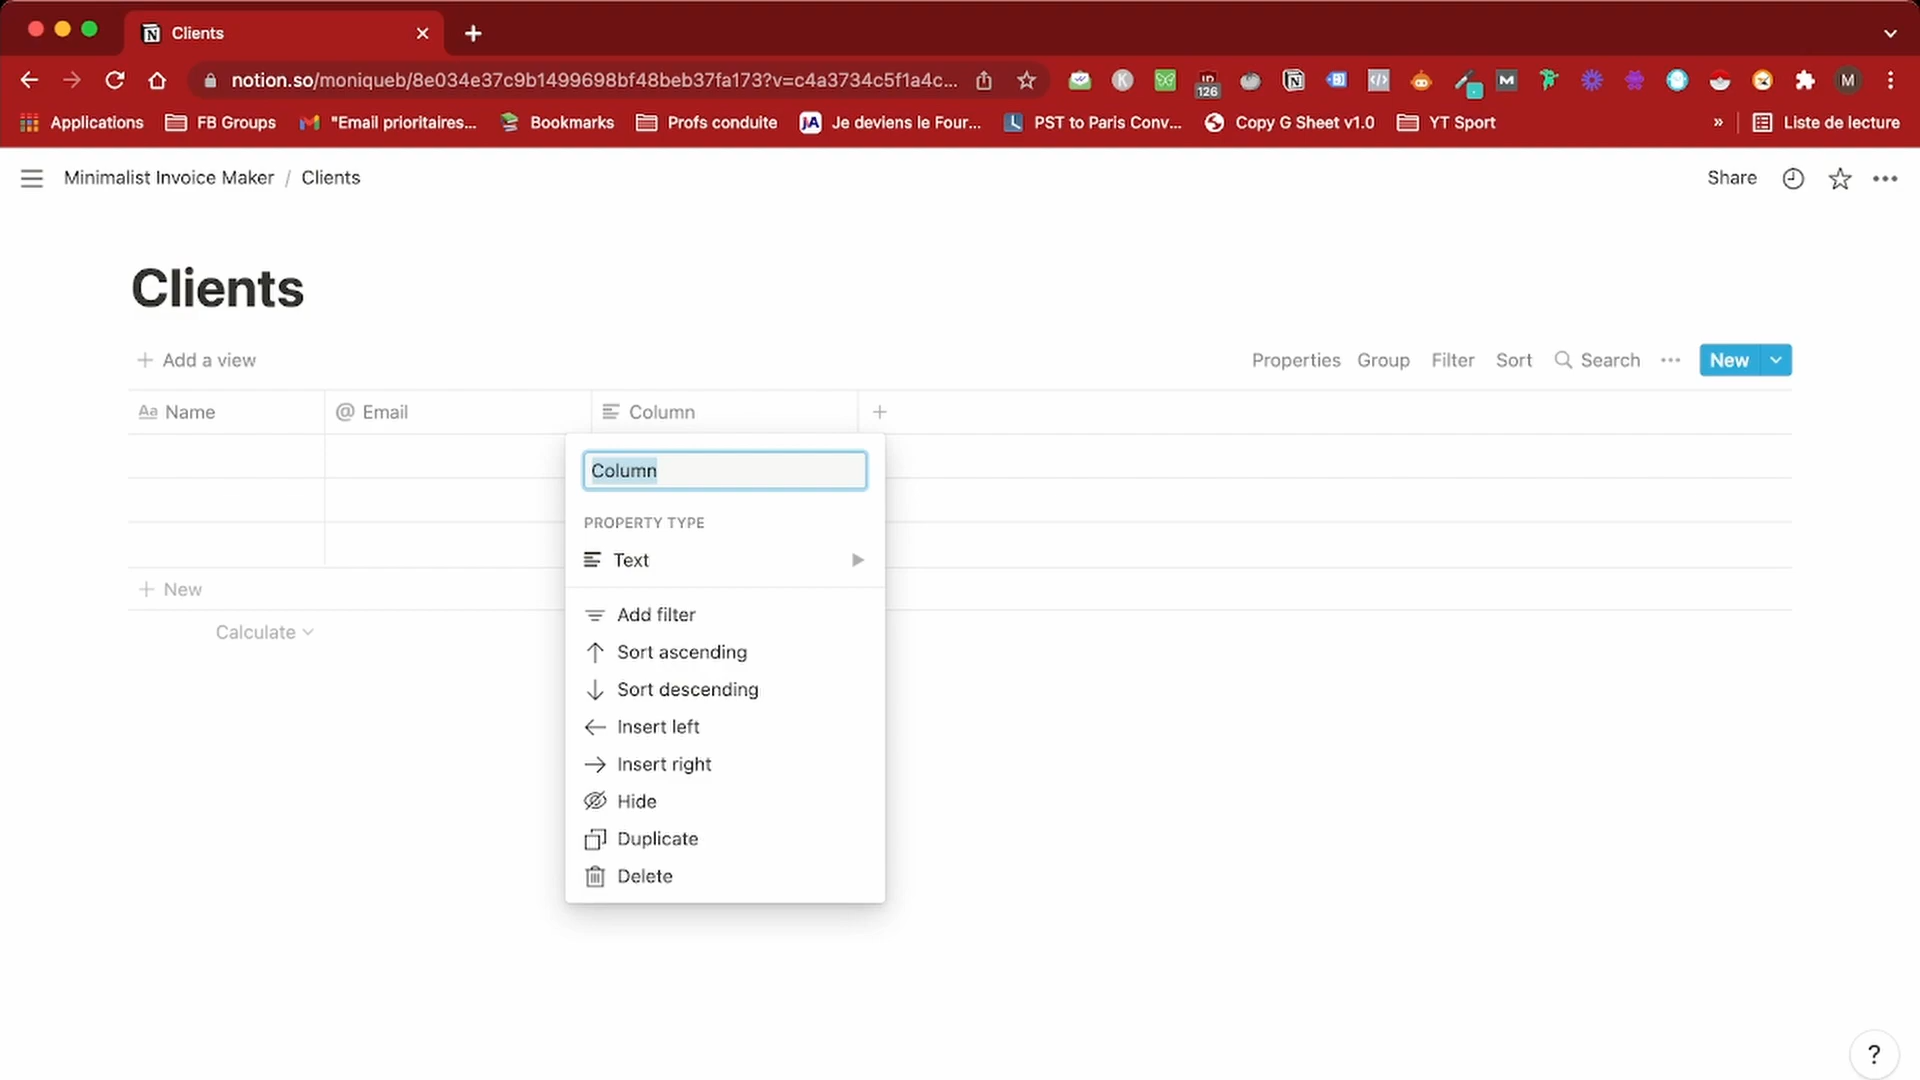 Clients
notion.so/moniqueb/8e034e37c9b1499698bf48beb37fa173?v=c4a3734c5f1a4c...
126
M
Applications
FB Groups
"Email prioritaires...
Bookmarks
Profs conduite
jA
Je deviens le Four...
PST to Paris Conv...
Copy G Sheet v1.0
YT Sport
»
Liste de lecture
Minimalist Invoice Maker / Clients
Share
Clients
Add a view
Properties
Group
Filter
Sort
Search
New
Aa Name
@ Email
Column
Column
PROPERTY TYPE
Text
Add filter
Sort ascending
Sort descending
Insert left
Insert right
Hide
Duplicate
Delete
New
Calculate
?